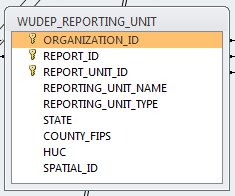 WUDEP_REPORTING_UNIT
ORGANIZATION_ID
REPORT_ID
REPORT_UNIT_ID
REPORTING_UNIT_NAME
REPORTING_UNIT_TYPE
STATE
COUNTY_FIPS
HUC
SPATIAL_ID